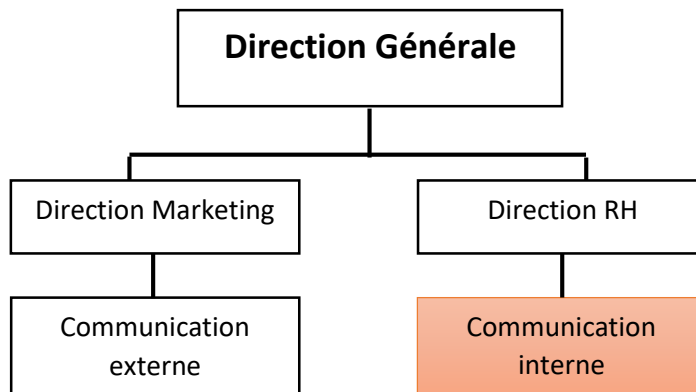 Direction Générale
Direction Marketing
Direction RH
Communication
externe
Communication
interne